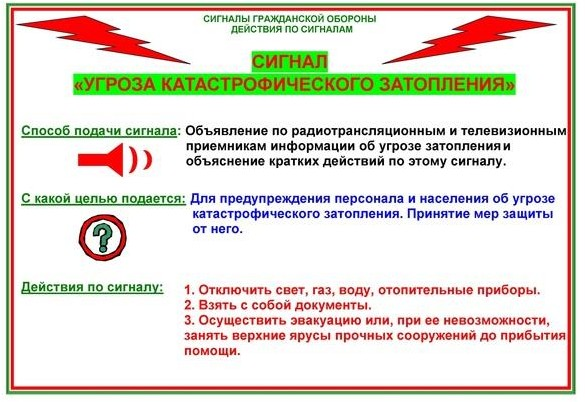 СИГНАЛЫ ГРАЖДАНСКОЙ ОБОРОНЫ
ДЕЙСТВИЯ ПО СИГНАЛАМ
СИГНАЛ
«УГРОЗА КАТАСТРОФИЧЕСКОГО ЗАТОПЛЕНИЯ»
Способ подачи сигнала: Объявление по радиотрансляционным и телевизионным
приемникам информации об угрозе затопления и
объяснение кратких действий по этому сигналу.
С какой целью подается: Для предупреждения персонала и населения об угрозе
катастрофического затопления. Принятие мер защиты
от него.
?
Действия по сигналу: 1. Отключить свет, газ, воду, отопительные приборы.
2. Взять с собой документы.
3. Осуществить эвакуацию или, при ее невозможности,
занять верхние ярусы прочных сооружений до прибытия
помощи.